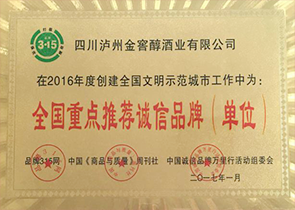 3·15
四川泸州金窖醇酒业有限公司
在2016年度创建全国文明示范城市工作中为:
全国重点推荐诚信品牌(单位)
品牌315网 中国《商品与质量》周刊社 中国诚信品牌万里行活动组委会
二〇一七年一月